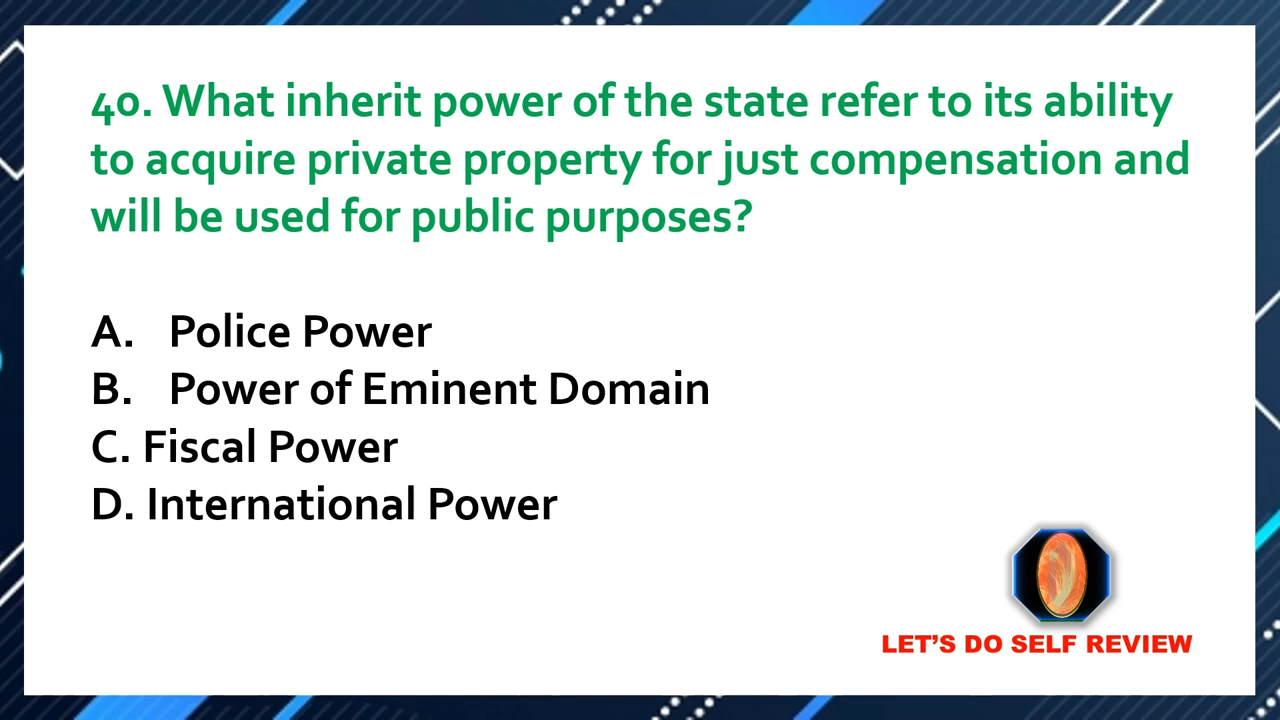 40. What inherit power of the state refer to its ability
to acquire private property for just compensation and
will be used for public purposes?
A. Police Power
B. Power of Eminent Domain
C. Fiscal Power
D. International Power
LET'S DO SELF REVIEW